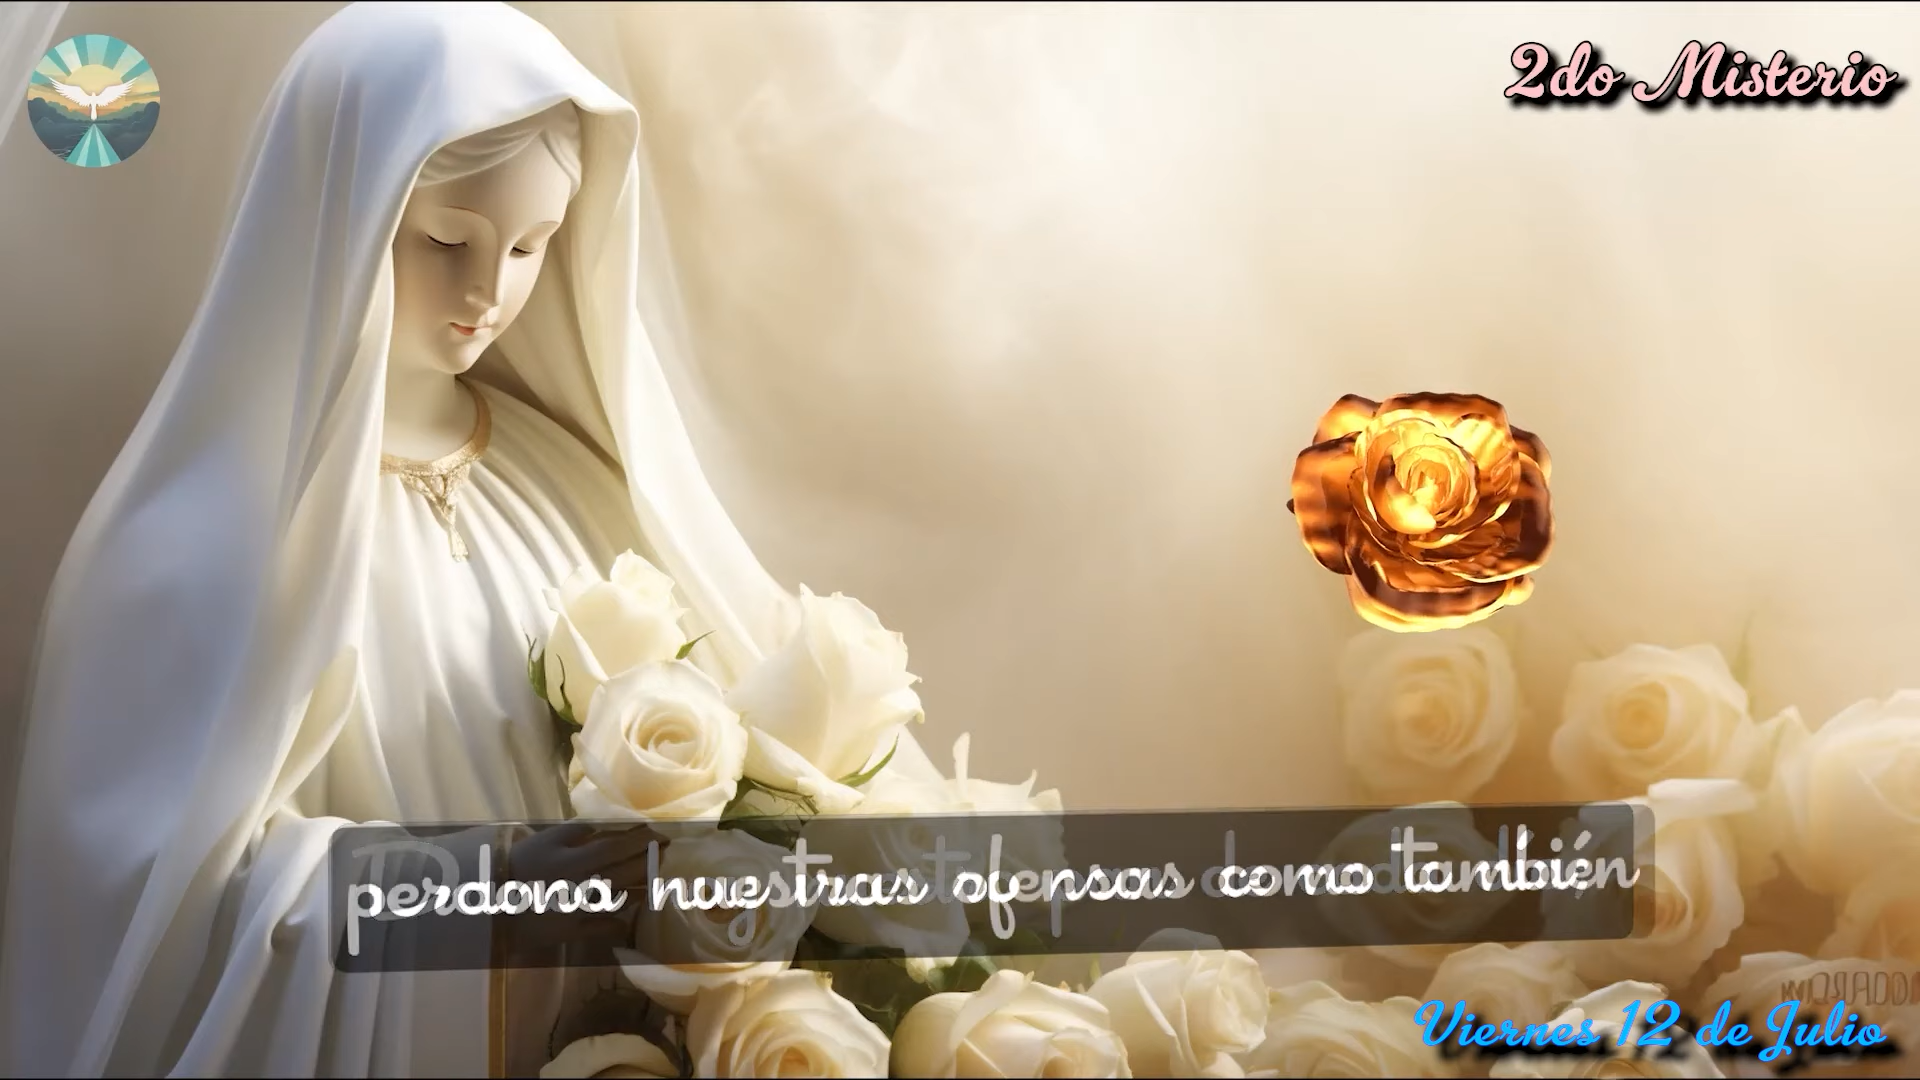 2do Misterio
perdona nuestras ofensas como también
Viernes 12 de Julio